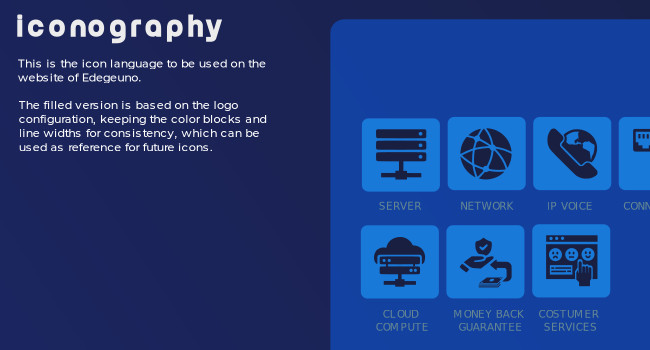 iconography
This is the icon language to be used on the
website of Edegeuno.
The filled version is based on the logo
configuration, keeping the color blocks and
line widths for consistency, which can be
used as reference for future icons.
SERVER
NETWORK
IP VOICE
CONN
CLOUD
COMPUTE
MONEY BACK
GUARANTEE
COSTUMER
SERVICES